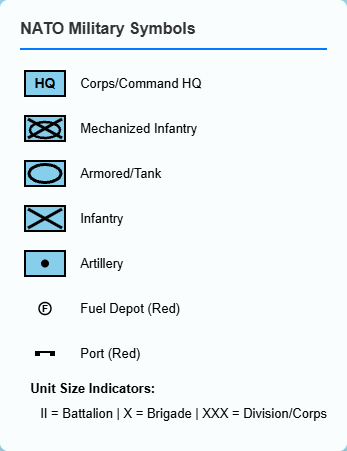 NATO Military Symbols
HQ Corps/Command HQ
Mechanized Infantry
Armored/Tank
Infantry
Artillery
F Fuel Depot (Red)
Port (Red)
Unit Size Indicators:
II = Battalion | X = Brigade | XXX = Division/Corps